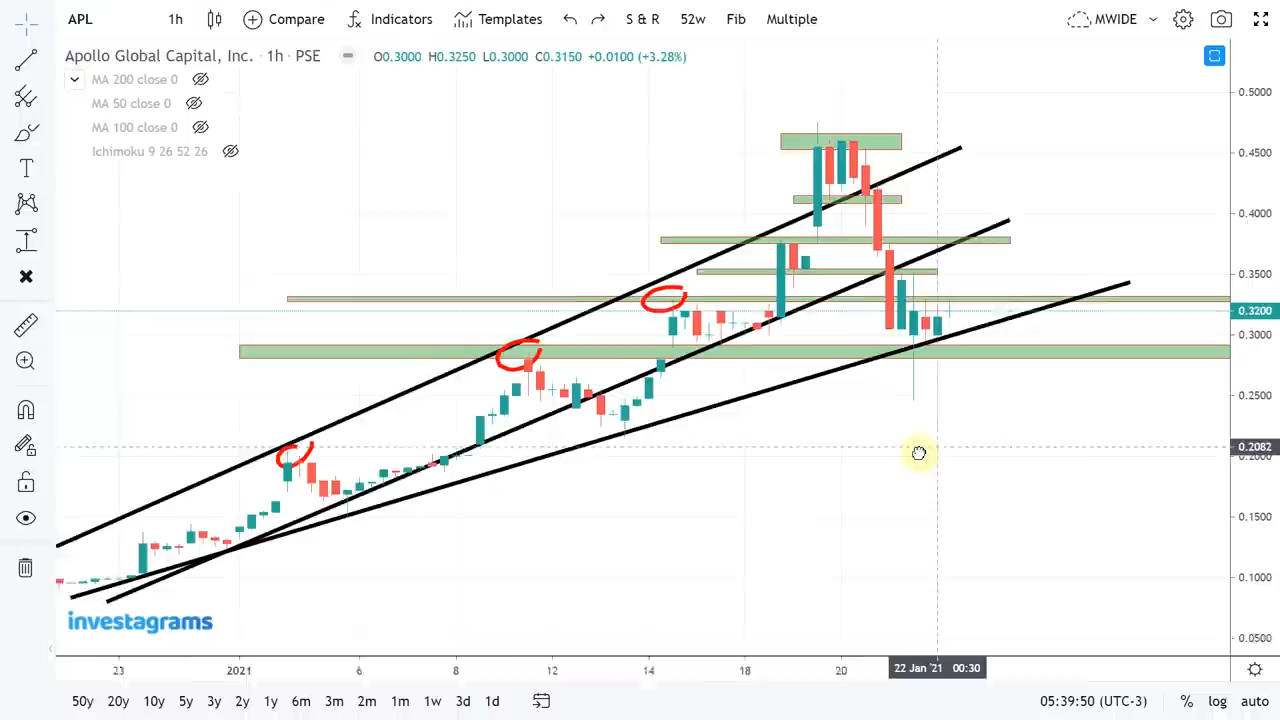 APL 1h Compare Indicators Templates S & R 52w Fib Multiple MWIDE
Apollo Global Capital, Inc. · 1h · PSE O0.3000 H0.3250 L0.3000 C0.3150 +0.0100 (+3.28%)
MA 200 close 0
MA 50 close 0
MA 100 close 0
Ichimoku 9 26 52 26
0.5000
0.4500
0.4000
0.3500
0.3200
0.3000
0.2500
0.2082
0.2000
0.1500
0.1000
0.0500
investagrams
23 2021 6 8 12 14 18 20 22 Jan '21 00:30
50y 20y 10y 5y 3y 2y 1y 6m 3m 2m 1m 1w 3d 1d 05:39:50 (UTC-3) % log auto